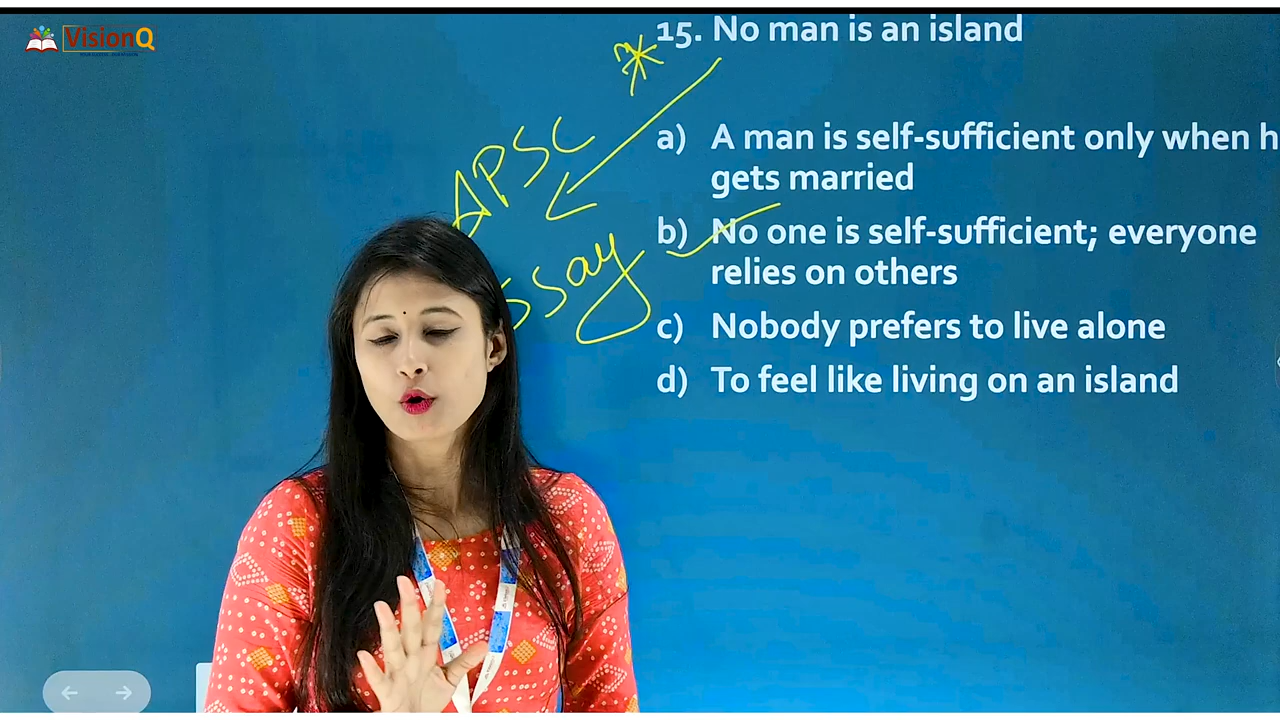 VisionQ
15. No man is an island
APSC
ssay
a) A man is self-sufficient only when h
gets married
b) No one is self-sufficient; everyone
relies on others
c) Nobody prefers to live alone
d) To feel like living on an island